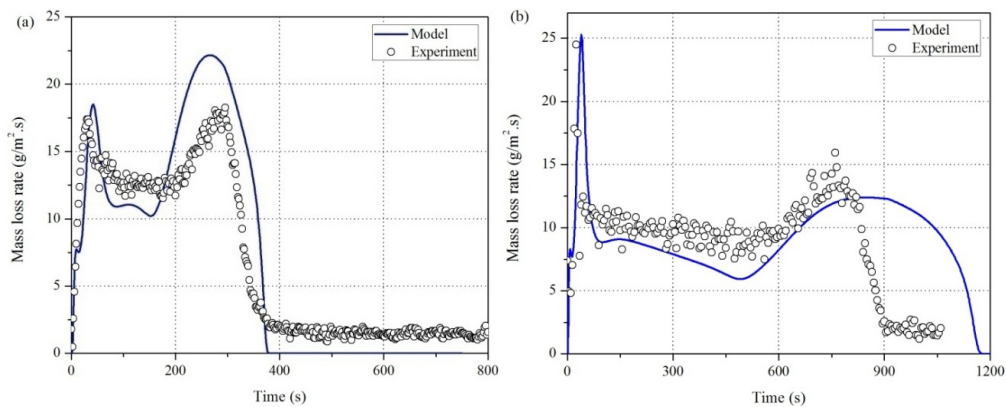 (a)
Model
Experiment
Mass loss rate (g/m².s)
25
20
15
10
5
0
0 200 400 600 800
Time (s)
(b)
Model
Experiment
Mass loss rate (g/m².s)
25
20
15
10
5
0
0 300 600 900 1200
Time (s)